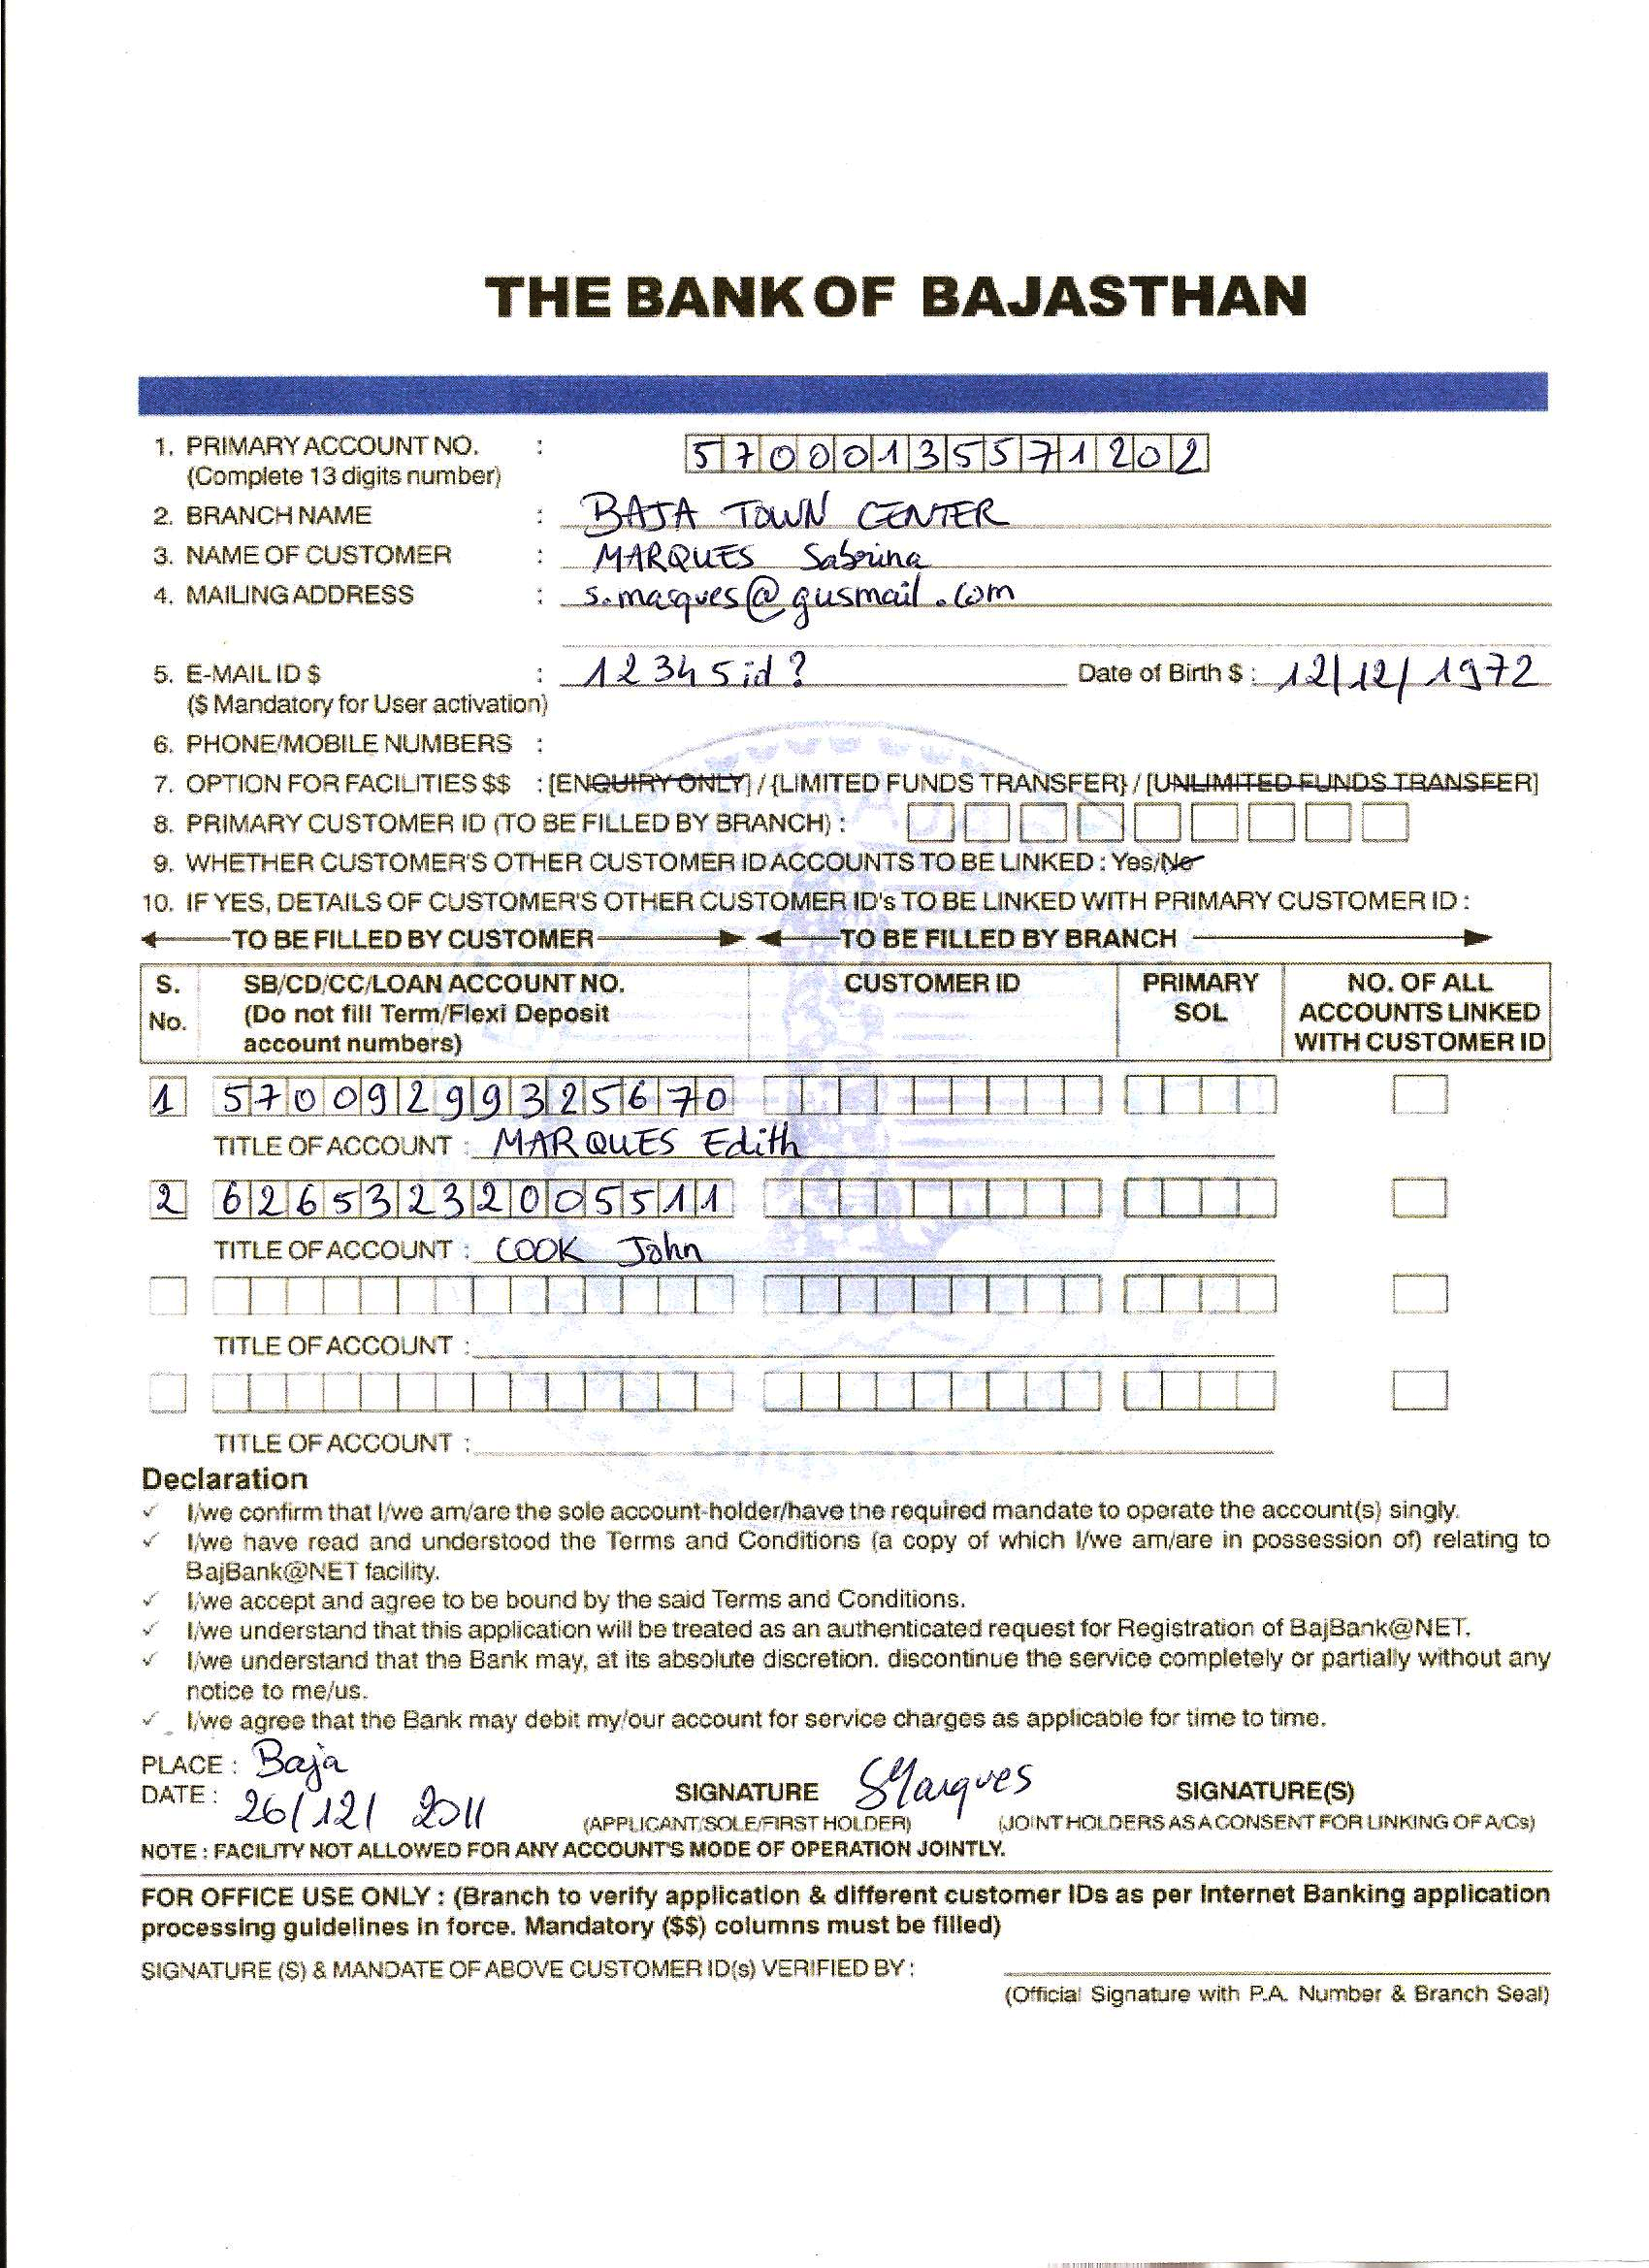 THE BANK OF BAJASTHAN
1. PRIMARY ACCOUNT NO. : 57000135571202
(Complete 13 digits number)
2. BRANCH NAME : BAJA TOWN CENTER
3. NAME OF CUSTOMER : MARQUES Sabrina
4. MAILING ADDRESS : s.marques@gusmail.com
5. E-MAIL ID $ : 12345id? Date of Birth $ : 12/12/1972
($ Mandatory for User activation)
6. PHONE/MOBILE NUMBERS :
7. OPTION FOR FACILITIES $$ : [ENQUIRY ONLY] / {LIMITED FUNDS TRANSFER} / [UNLIMITED FUNDS TRANSFER]
8. PRIMARY CUSTOMER ID (TO BE FILLED BY BRANCH) :
9. WHETHER CUSTOMER'S OTHER CUSTOMER ID ACCOUNTS TO BE LINKED : Yes/No
10. IF YES, DETAILS OF CUSTOMER'S OTHER CUSTOMER ID's TO BE LINKED WITH PRIMARY CUSTOMER ID :
TO BE FILLED BY CUSTOMER TO BE FILLED BY BRANCH
S. SB/CD/CC/LOAN ACCOUNT NO. CUSTOMER ID PRIMARY NO. OF ALL
No. (Do not fill Term/Flexi Deposit SOL ACCOUNTS LINKED
account numbers) WITH CUSTOMER ID
1 57009299325670
TITLE OF ACCOUNT : MARQUES Edith
2 62653232005511
TITLE OF ACCOUNT : COOK John
TITLE OF ACCOUNT :
TITLE OF ACCOUNT :
Declaration
✓ I/we confirm that I/we am/are the sole account-holder/have the required mandate to operate the account(s) singly.
✓ I/we have read and understood the Terms and Conditions (a copy of which I/we am/are in possession of) relating to
BajBank@NET facility.
✓ I/we accept and agree to be bound by the said Terms and Conditions.
✓ I/we understand that this application will be treated as an authenticated request for Registration of BajBank@NET.
✓ I/we understand that the Bank may, at its absolute discretion. discontinue the service completely or partially without any
notice to me/us.
✓ I/we agree that the Bank may debit my/our account for service charges as applicable for time to time.
PLACE : Baja
DATE : 26/12/2011 SIGNATURE SMarques SIGNATURE(S)
(APPLICANT/SOLE/FIRST HOLDER) (JOINT HOLDERS AS A CONSENT FOR LINKING OF A/Cs)
NOTE : FACILITY NOT ALLOWED FOR ANY ACCOUNT'S MODE OF OPERATION JOINTLY.
FOR OFFICE USE ONLY : (Branch to verify application & different customer IDs as per Internet Banking application
processing guidelines in force. Mandatory ($$) columns must be filled)
SIGNATURE (S) & MANDATE OF ABOVE CUSTOMER ID(s) VERIFIED BY :
(Official Signature with P.A. Number & Branch Seal)